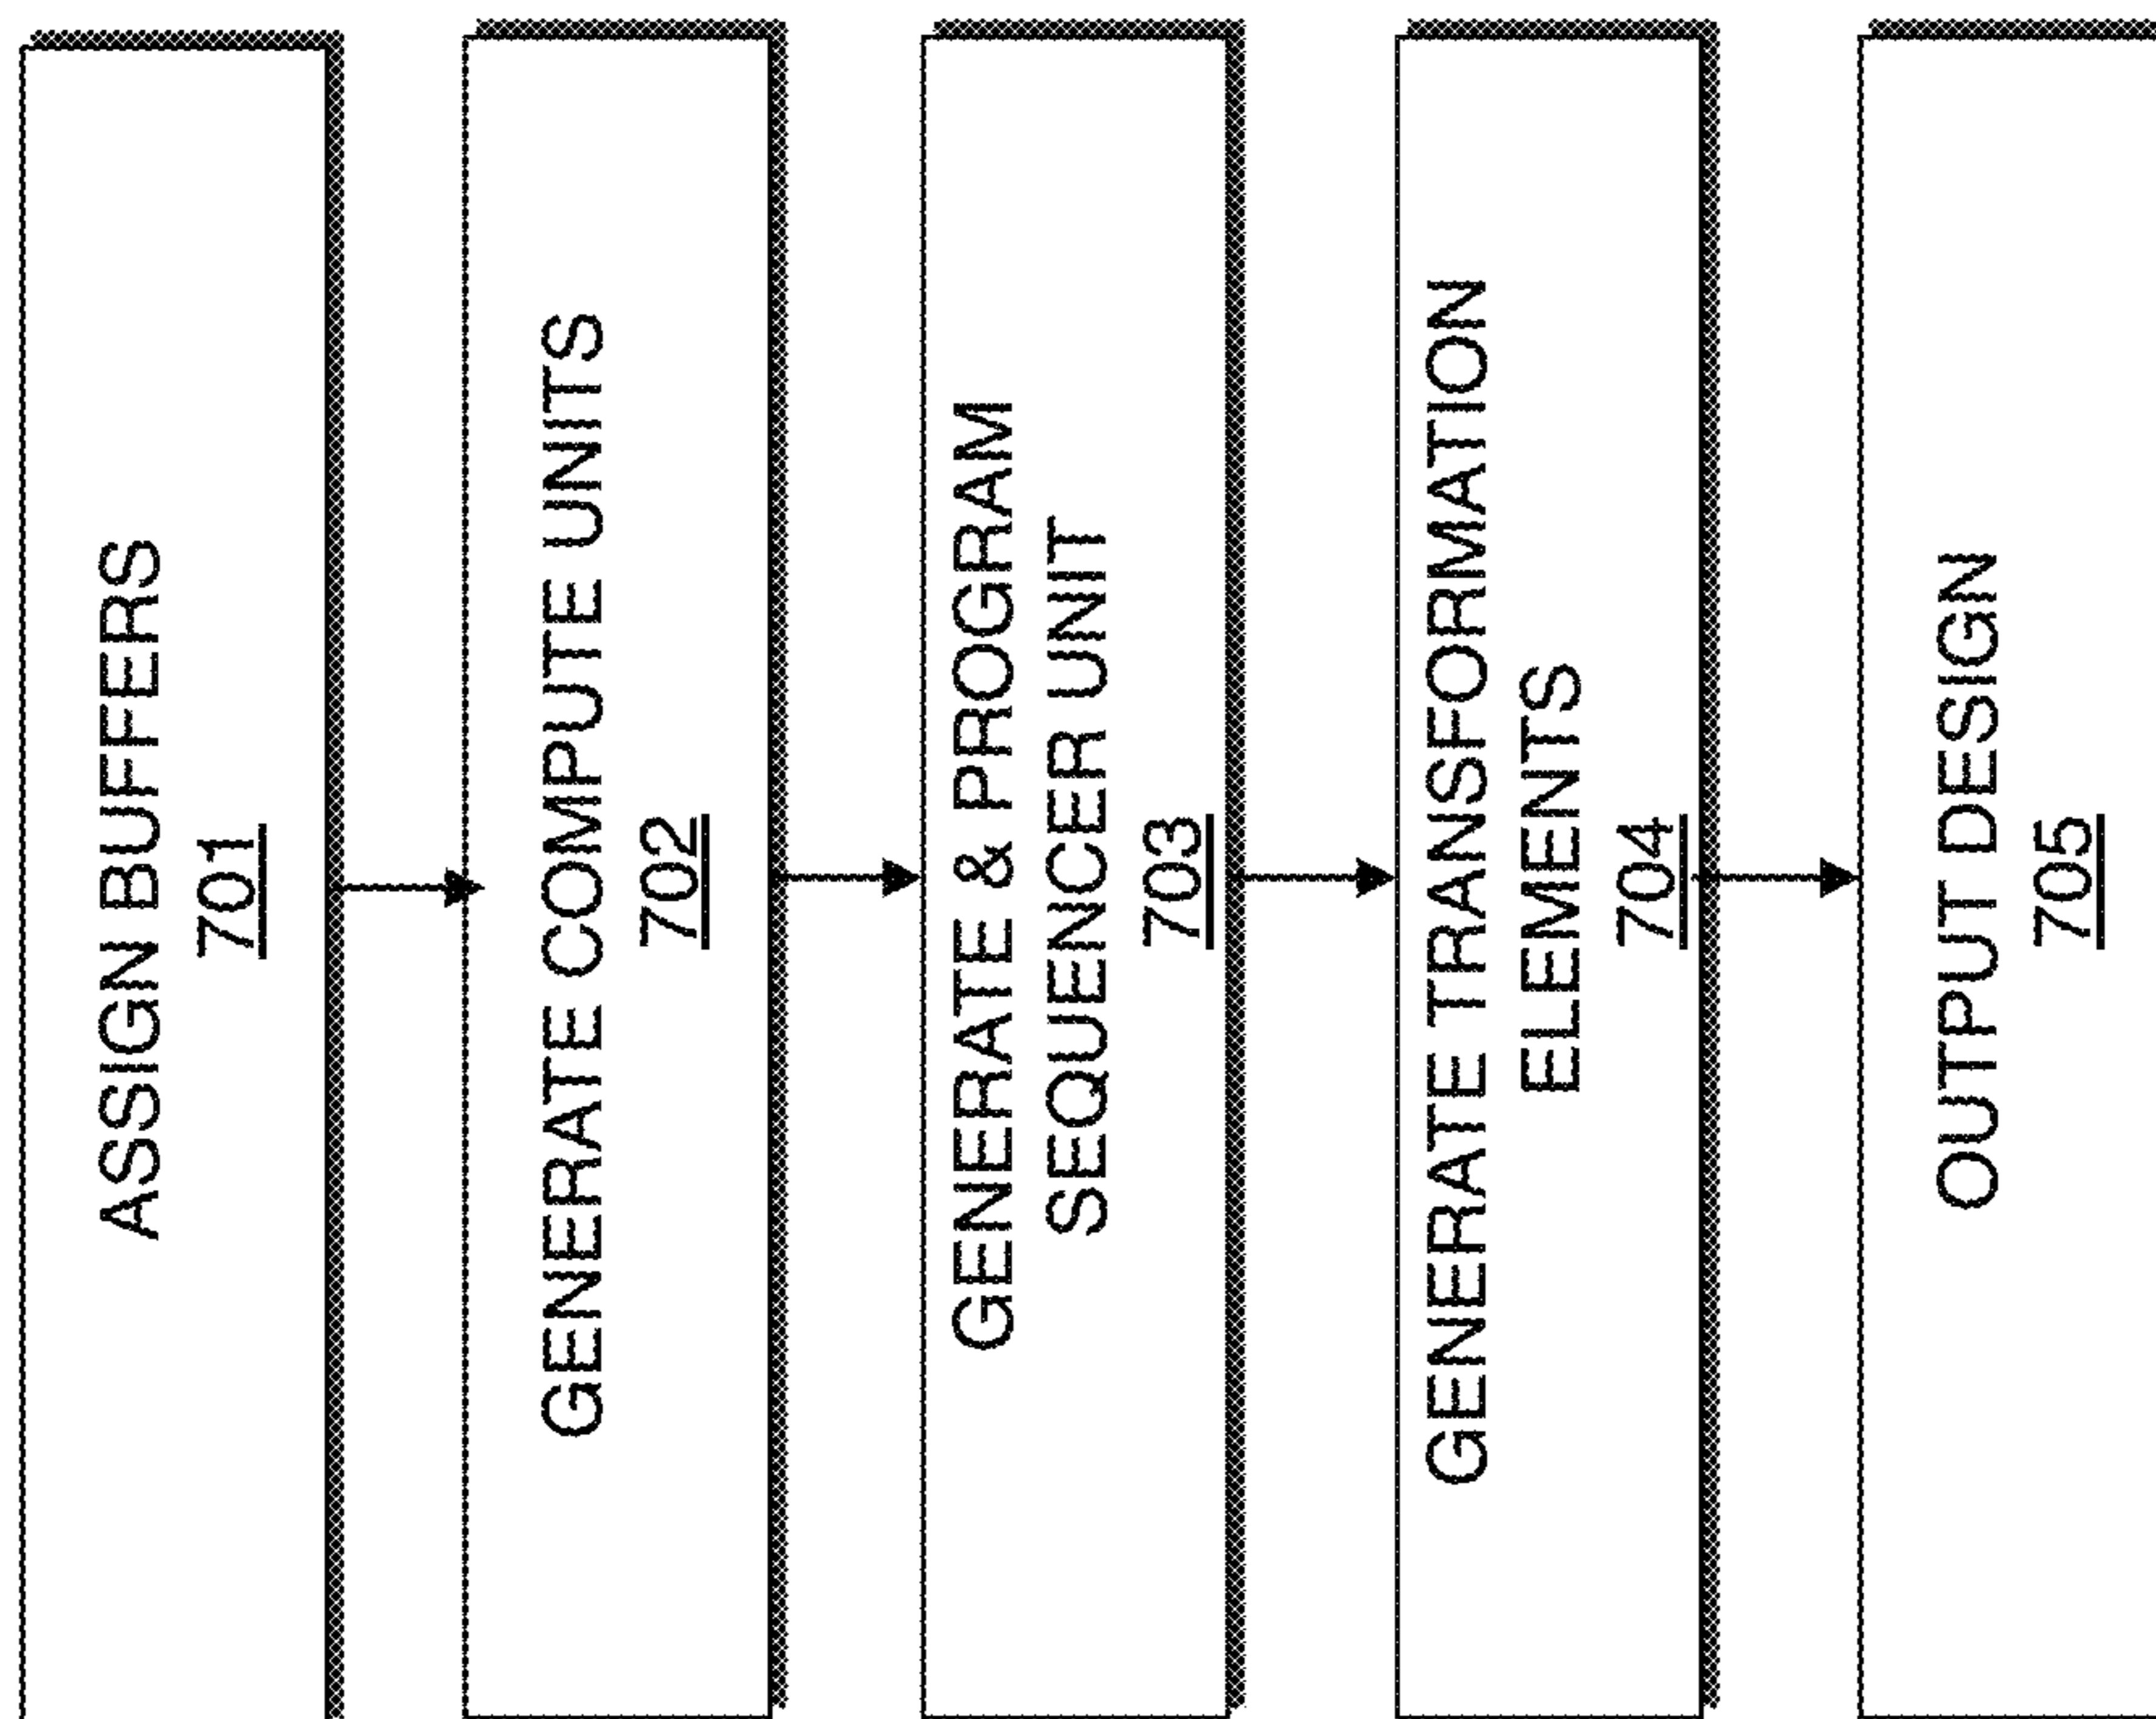 ASSIGN BUFFERS
701
GENERATE COMPUTE UNITS
702
GENERATE & PROGRAM
SEQUENCER UNIT
703
GENERATE TRANSFORMATION
ELEMENTS
704
OUTPUT DESIGN
705